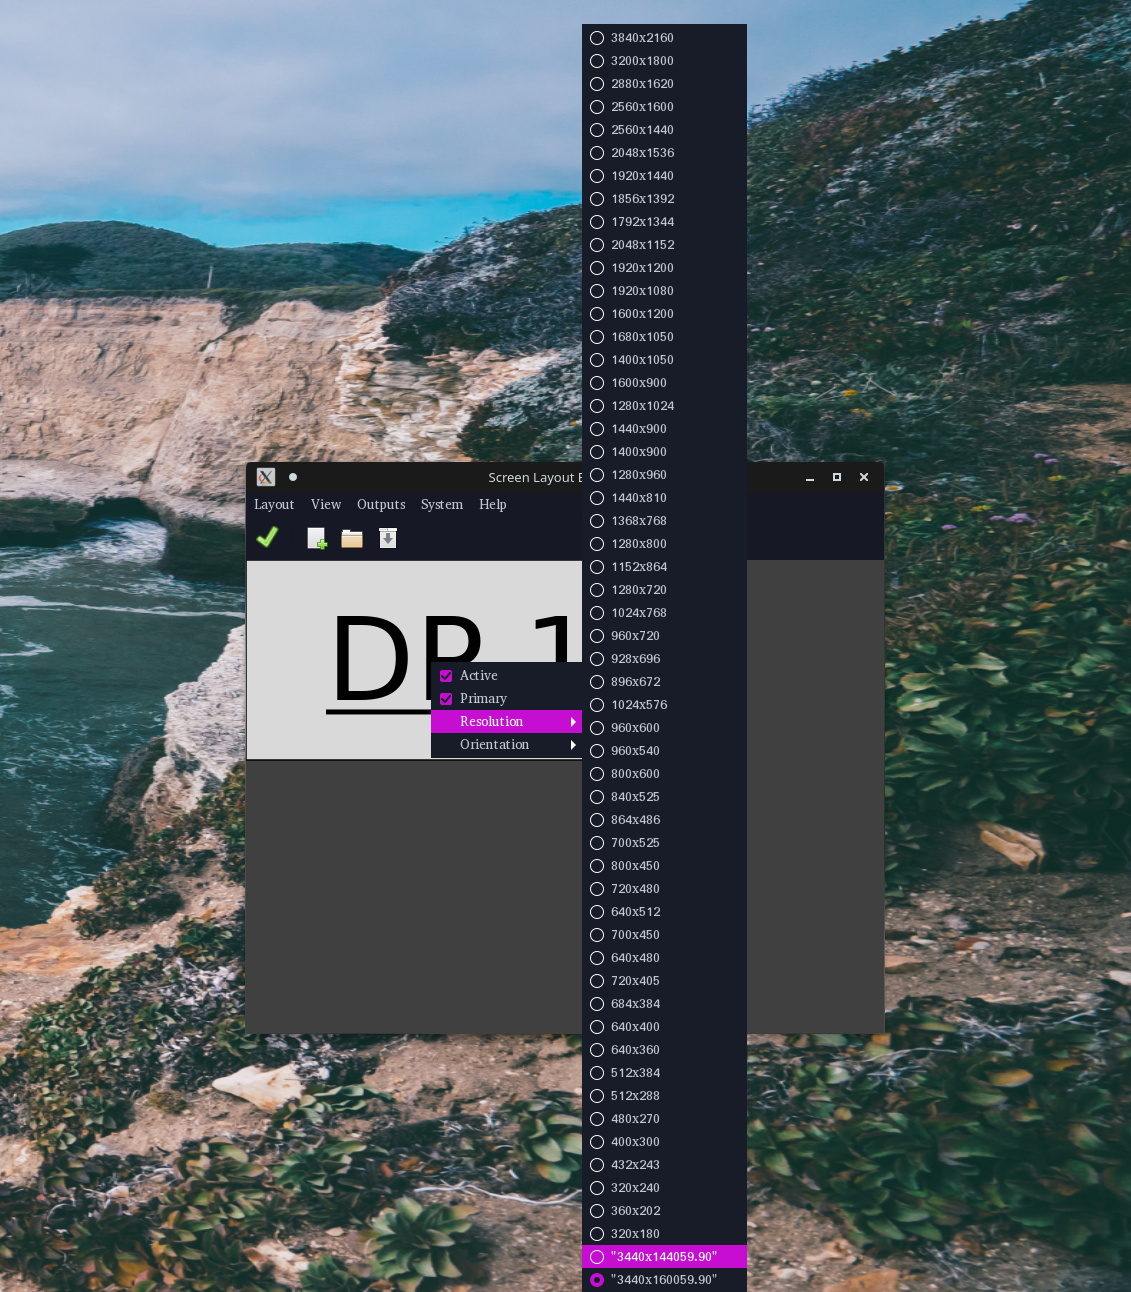 3840x2160
3200x1800
2880x1620
2560x1600
2560x1440
2048x1536
1920x1440
1856x1392
1792x1344
2048x1152
1920x1200
1920x1080
1600x1200
1680x1050
1400x1050
1600x900
1280x1024
1440x900
1400x900
1280x960
1440x810
1368x768
1280x800
1152x864
1280x720
1024x768
960x720
928x696
896x672
1024x576
960x600
960x540
800x600
840x525
864x486
700x525
800x450
720x480
640x512
700x450
640x480
720x405
684x384
640x400
640x360
512x384
512x288
480x270
400x300
432x243
320x240
360x202
320x180
"3440x144059.90"
"3440x160059.90"
Screen Layout E
Layout View Outputs System Help
DP 1
Active
Primary
Resolution
Orientation